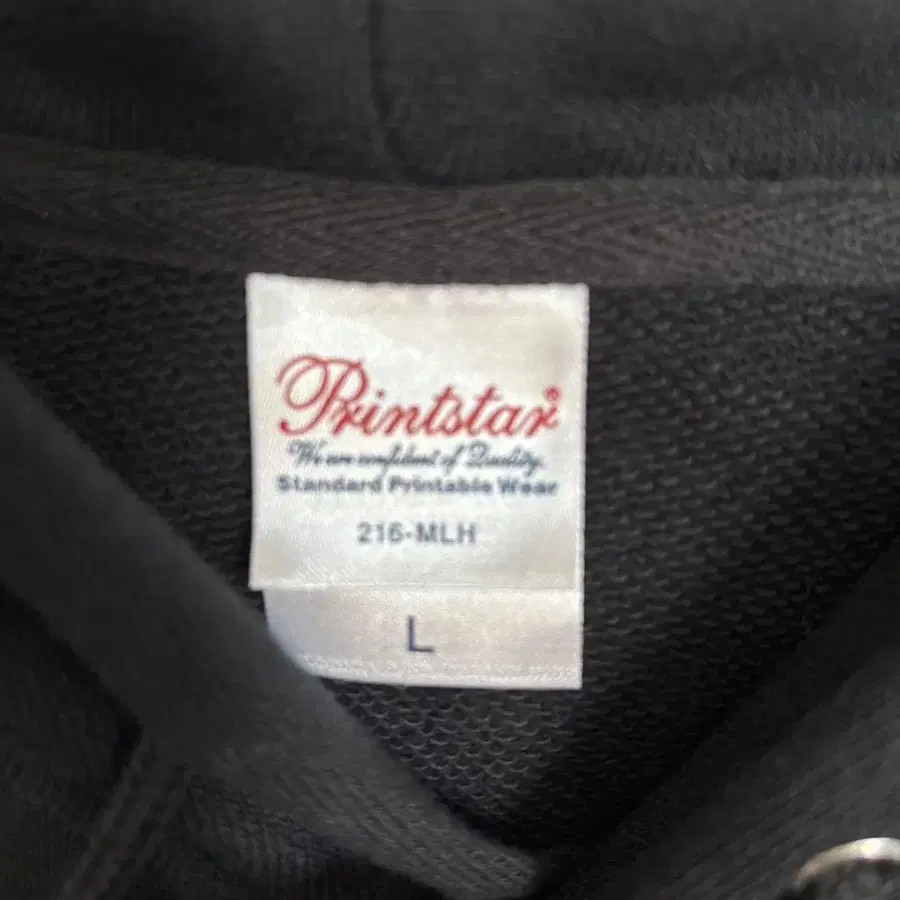 Printstar®
We are confident of Quality.
Standard Printable Wear
216-MLH
L